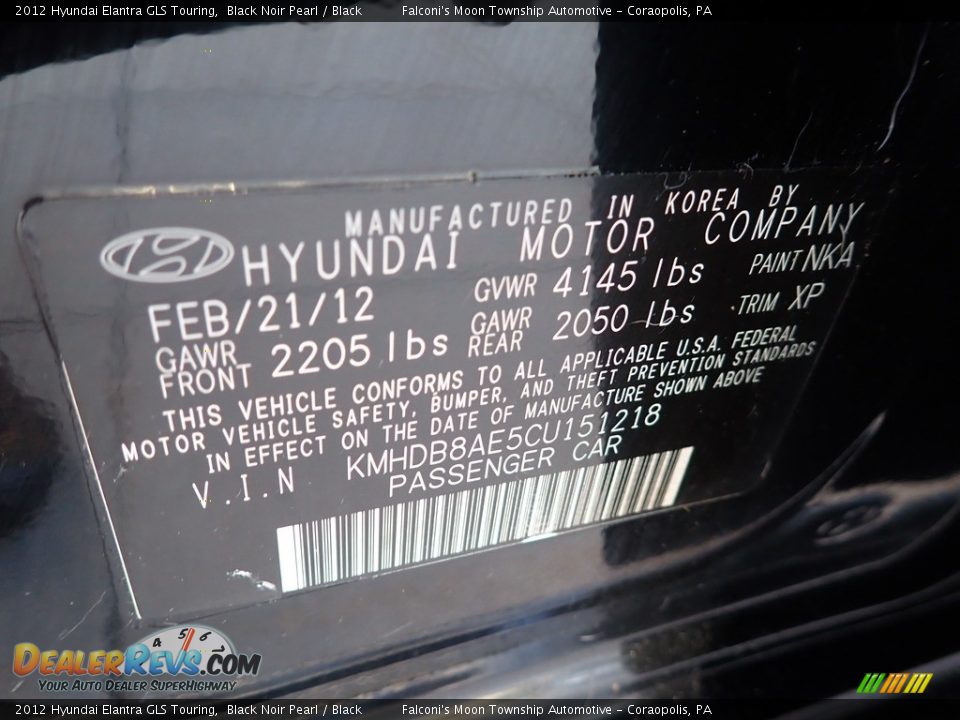 2012 Hyundai Elantra GLS Touring, Black Noir Pearl / Black Falconi's Moon Township Automotive - Coraopolis, PA
MANUFACTURED IN KOREA BY
HYUNDAI MOTOR COMPANY
FEB/21/12 GVWR 4145 lbs PAINT NKA
GAWR FRONT 2205 lbs GAWR REAR 2050 lbs TRIM XP
THIS VEHICLE CONFORMS TO ALL APPLICABLE U.S.A. FEDERAL
MOTOR VEHICLE SAFETY, BUMPER, AND THEFT PREVENTION STANDARDS
IN EFFECT ON THE DATE OF MANUFACTURE SHOWN ABOVE
V.I.N KMHDB8AE5CU151218
PASSENGER CAR
4 5 6
DEALERREVS.COM
YOUR AUTO DEALER SUPERHIGHWAY
2012 Hyundai Elantra GLS Touring, Black Noir Pearl / Black Falconi's Moon Township Automotive - Coraopolis, PA